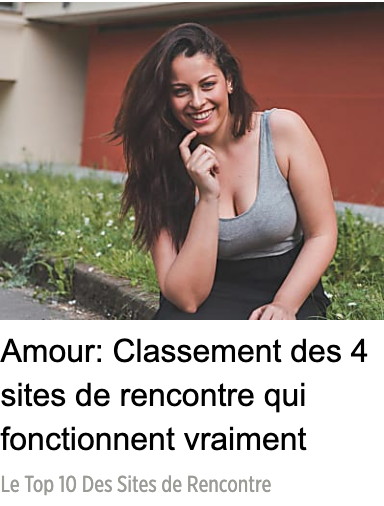 Amour: Classement des 4
sites de rencontre qui
fonctionnent vraiment
Le Top 10 Des Sites de Rencontre